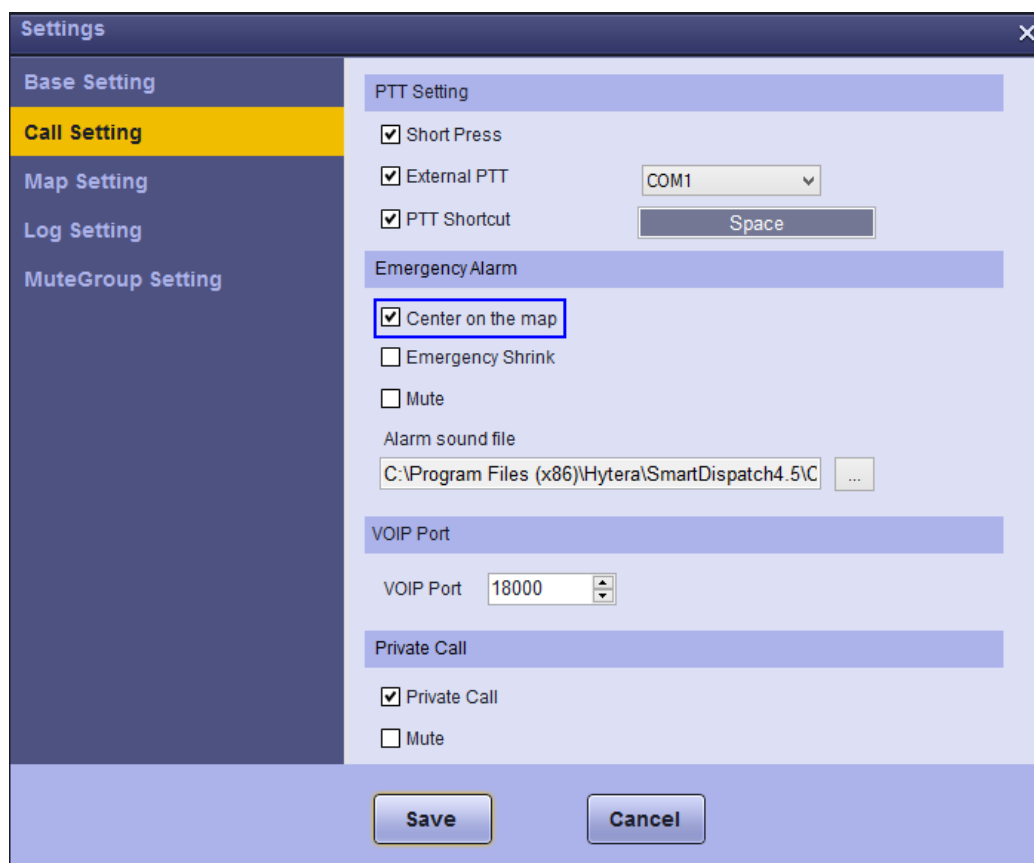 Settings
Base Setting
Call Setting
Map Setting
Log Setting
MuteGroup Setting
PTT Setting
Short Press
External PTT COM1
PTT Shortcut Space
Emergency Alarm
Center on the map
Emergency Shrink
Mute
Alarm sound file
C:\Program Files (x86)\Hytera\SmartDispatch4.5\C ...
VOIP Port
VOIP Port 18000
Private Call
Private Call
Mute
Save Cancel